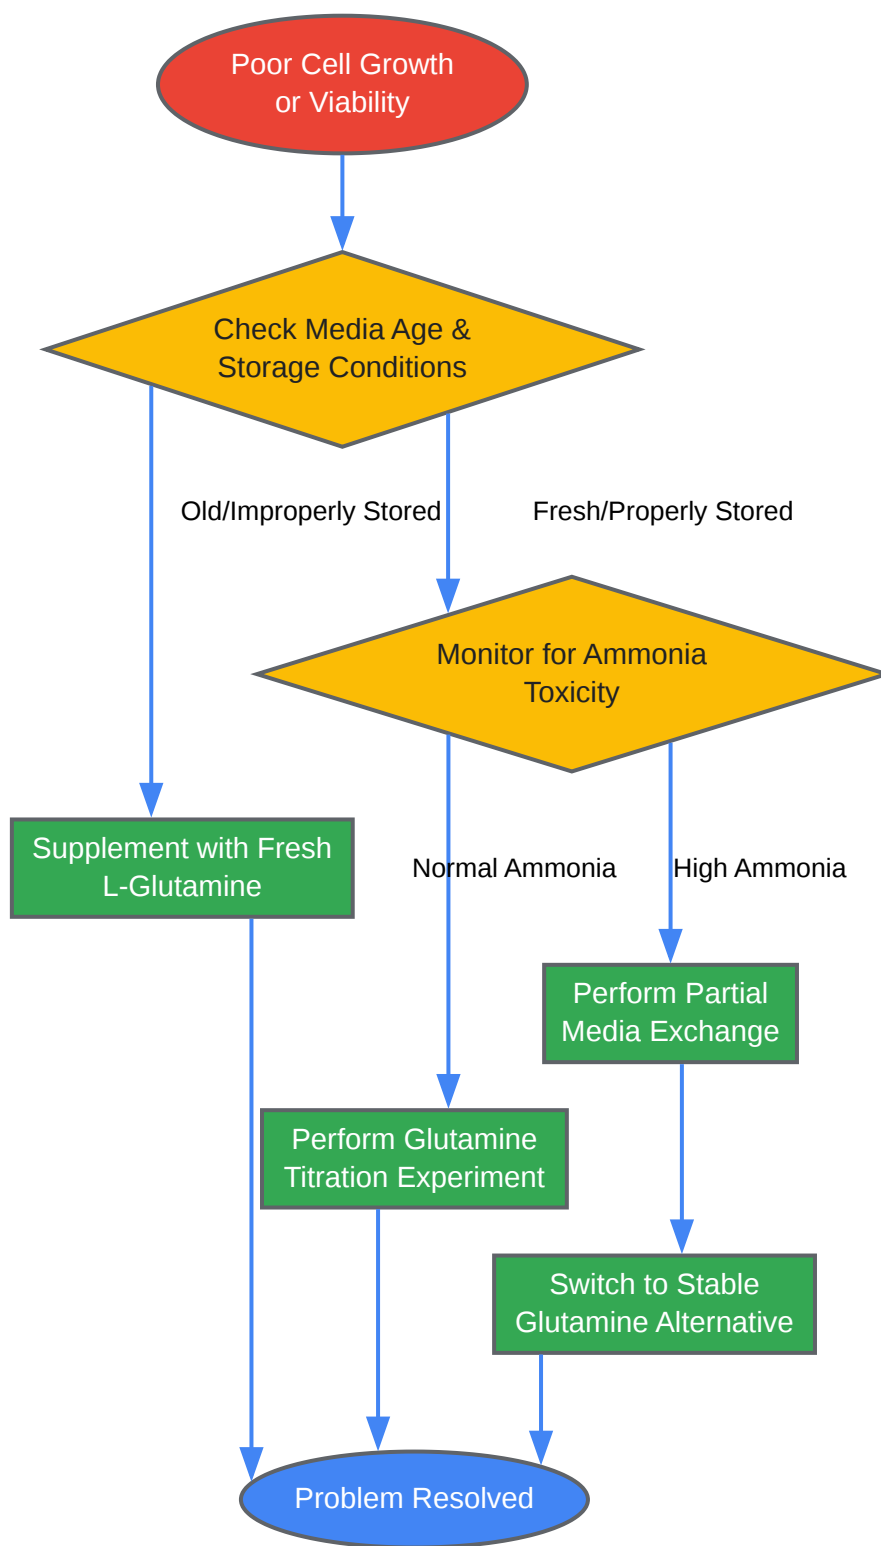 Poor Cell Growth
or Viability
Check Media Age &
Storage Conditions
Old/Improperly Stored
Fresh/Properly Stored
Monitor for Ammonia
Toxicity
Supplement with Fresh
L-Glutamine
Normal Ammonia
High Ammonia
Perform Partial
Media Exchange
Perform Glutamine
Titration Experiment
Switch to Stable
Glutamine Alternative
Problem Resolved